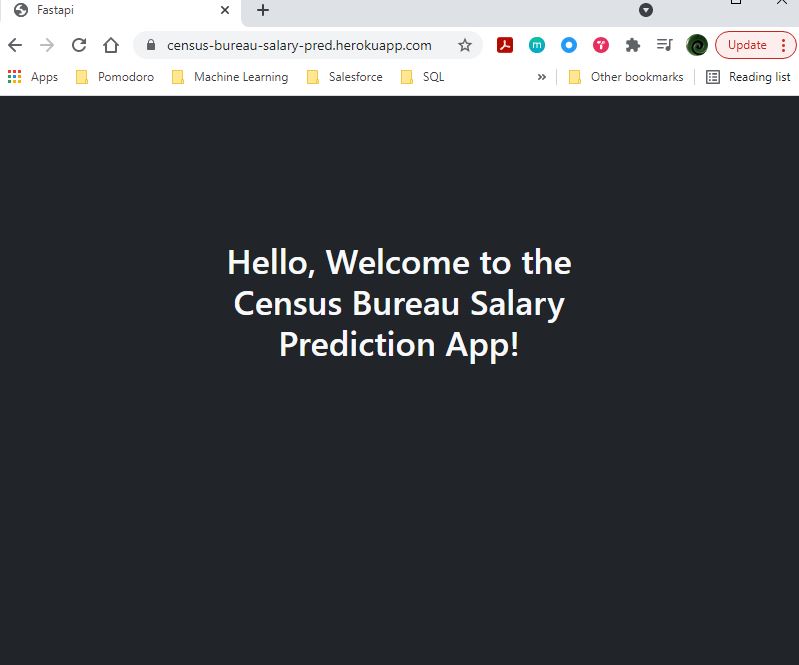 Fastapi
census-bureau-salary-pred.herokuapp.com
Update
Apps Pomodoro Machine Learning Salesforce SQL » Other bookmarks Reading list
Hello, Welcome to the
Census Bureau Salary
Prediction App!